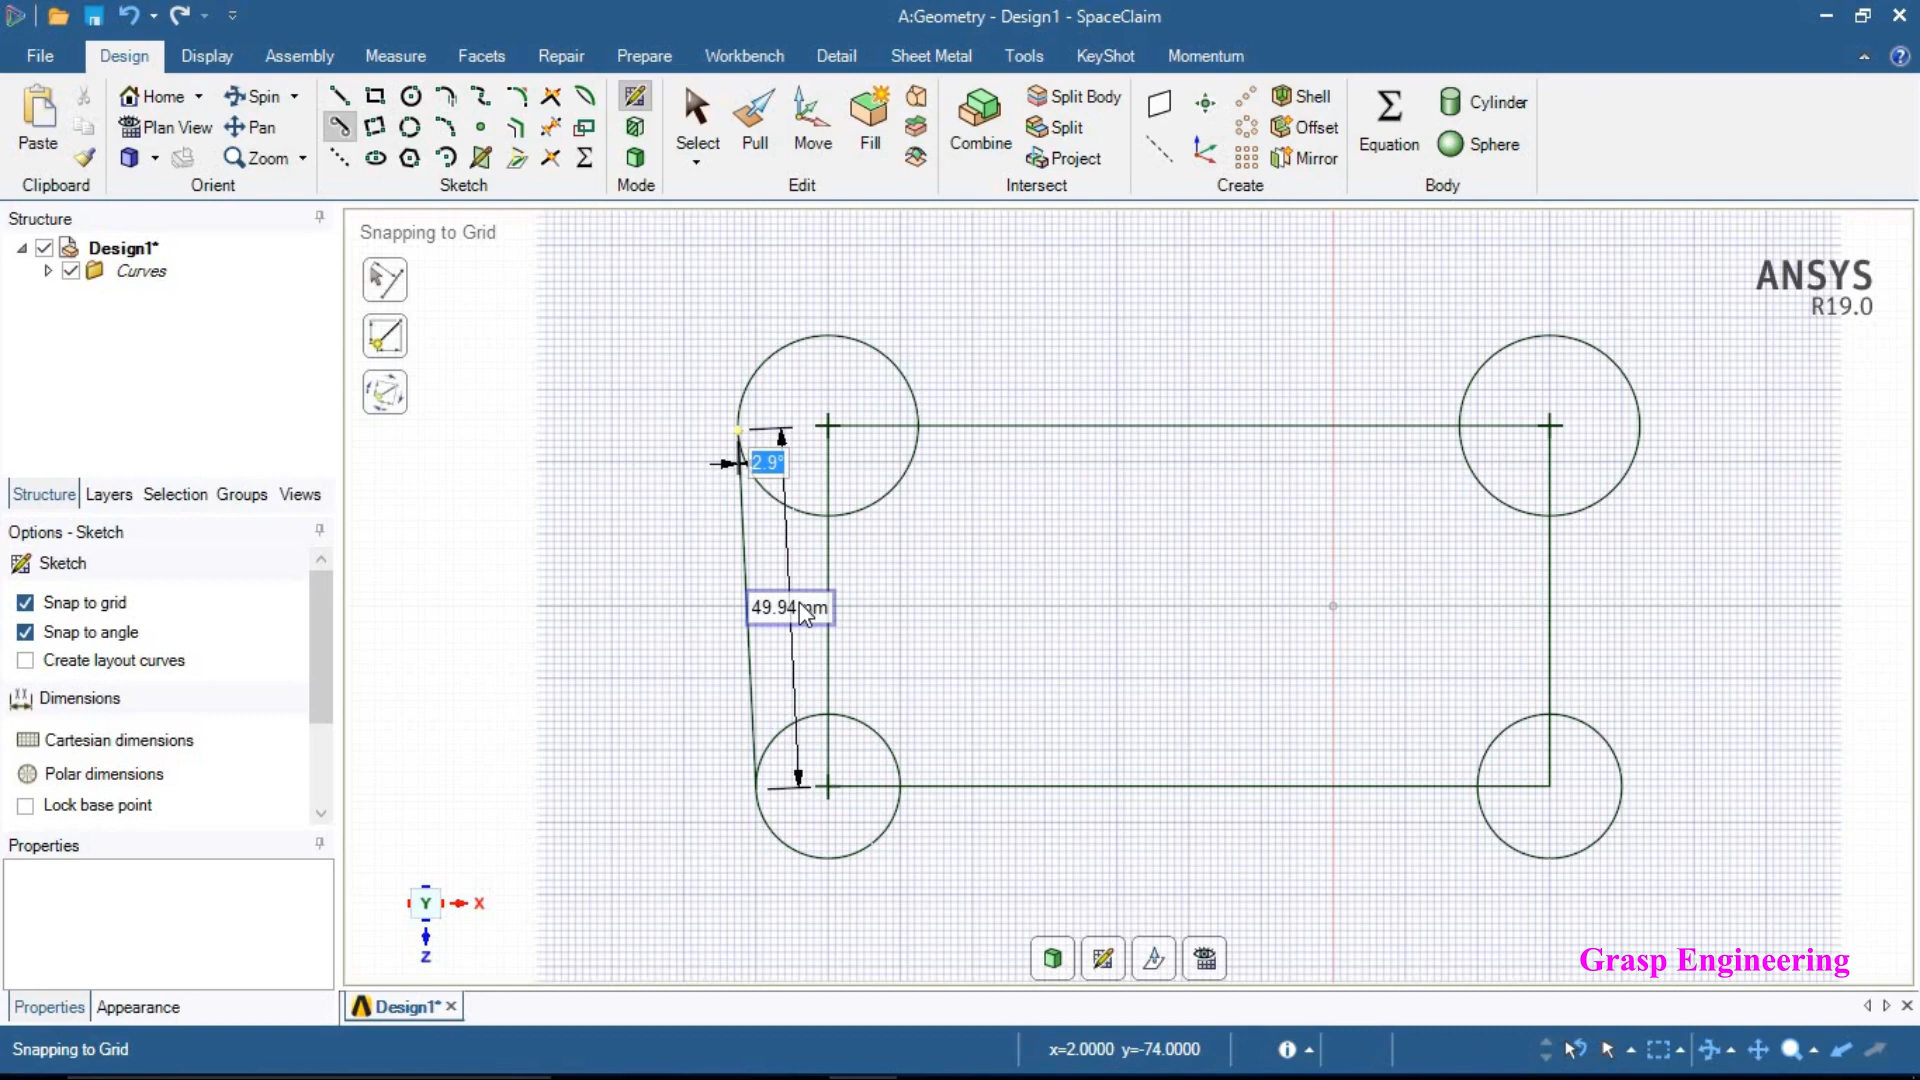 A:Geometry - Design1 - SpaceClaim
File Design Display Assembly Measure Facets Repair Prepare Workbench Detail Sheet Metal Tools KeyShot Momentum
Paste
Clipboard
Home
Plan View
Spin
Pan
Zoom
Orient
Sketch
Mode
Select
Pull
Move
Fill
Edit
Combine
Split Body
Split
Project
Intersect
Shell
Offset
Mirror
Create
Equation
Cylinder
Sphere
Body
Structure
Design1*
Curves
Structure Layers Selection Groups Views
Options - Sketch
Sketch
Snap to grid
Snap to angle
Create layout curves
Dimensions
Cartesian dimensions
Polar dimensions
Lock base point
Properties
Properties Appearance
Snapping to Grid
ANSYS
R19.0
2.9°
49.94mm
Y
X
Z
Grasp Engineering
Design1*
Snapping to Grid
x=2.0000 y=-74.0000